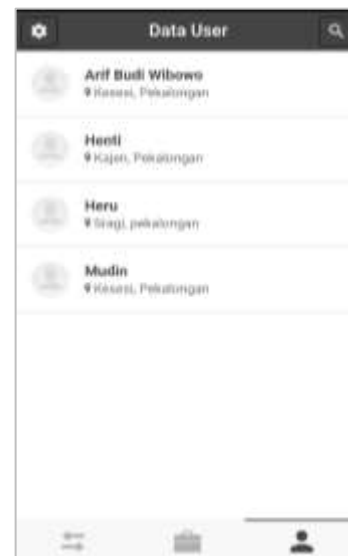 Data User
Arif Budi Wibowo
Kesesi, Pekalongan
Henti
Kajen, Pekalongan
Heru
Sragi, pekalongan
Mudin
Kesesi, Pekalongan